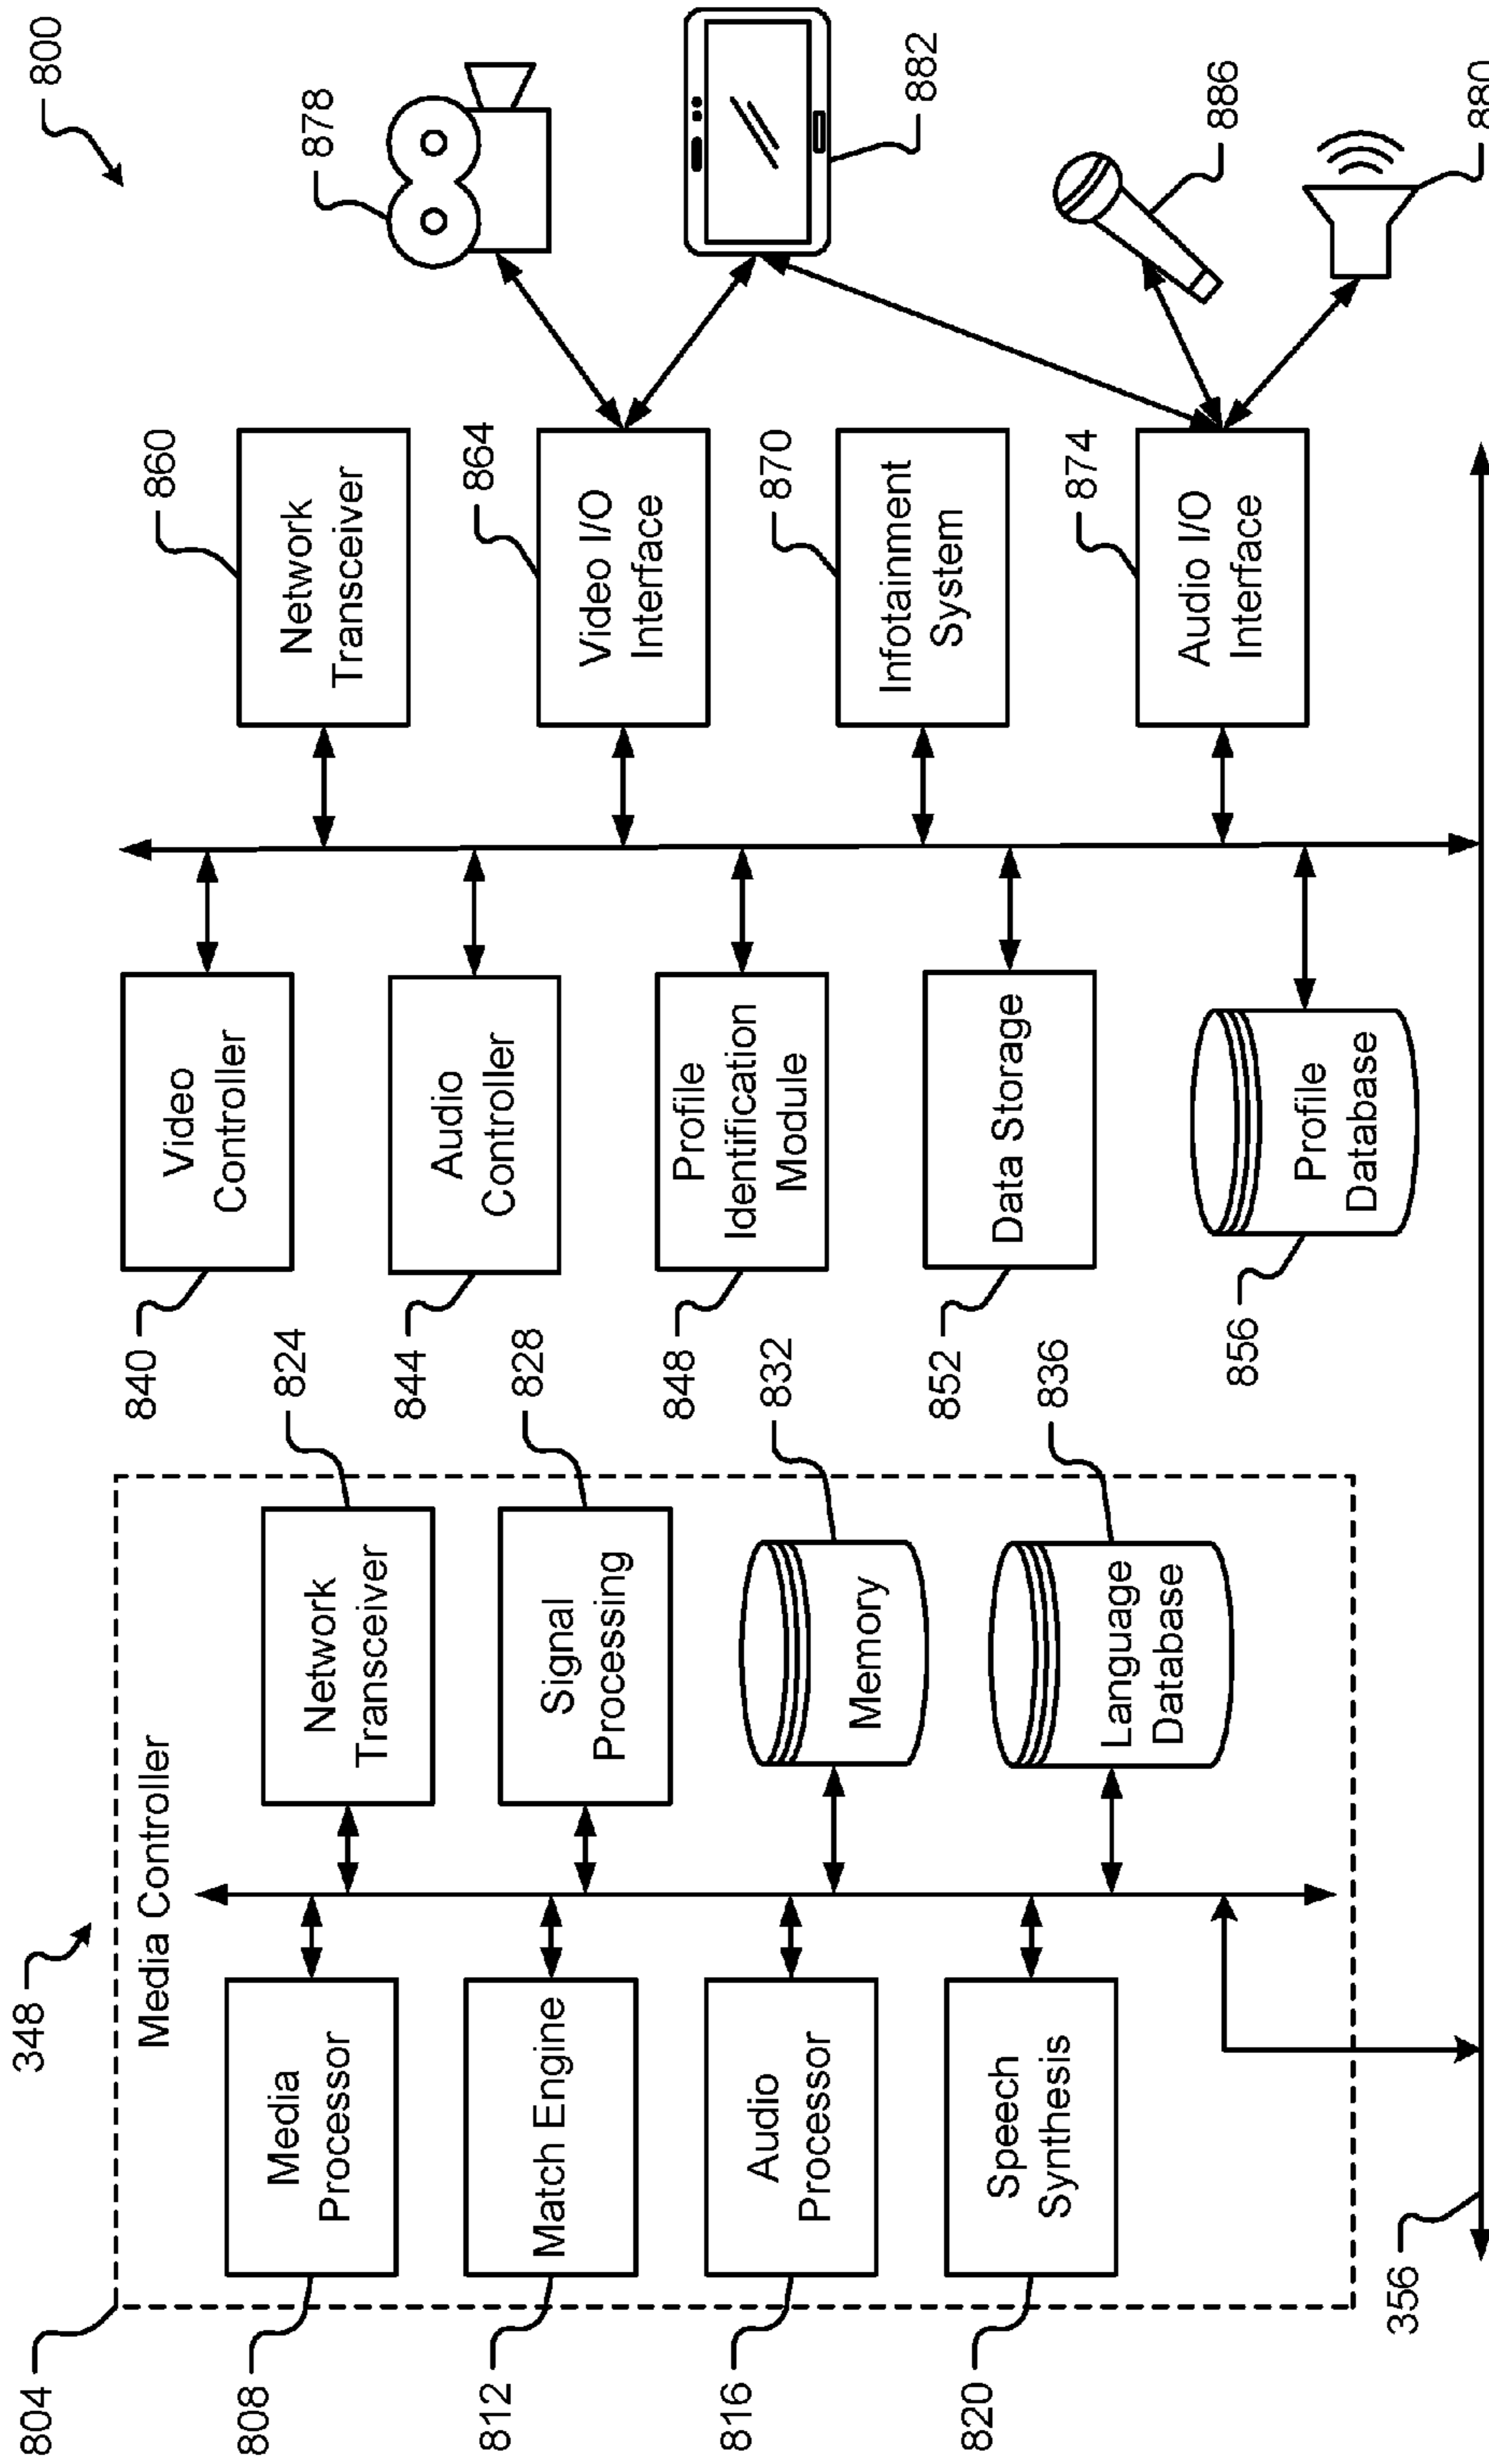 800
348
804
Media Controller
808
Media
Processor
812
Match Engine
816
Audio
Processor
820
Speech
Synthesis
824
Network
Transceiver
828
Signal
Processing
832
Memory
836
Language
Database
840
Video
Controller
844
Audio
Controller
848
Profile
Identification
Module
852
Data Storage
856
Profile
Database
860
Network
Transceiver
864
Video I/O
Interface
870
Infotainment
System
874
Audio I/O
Interface
878
882
886
880
356